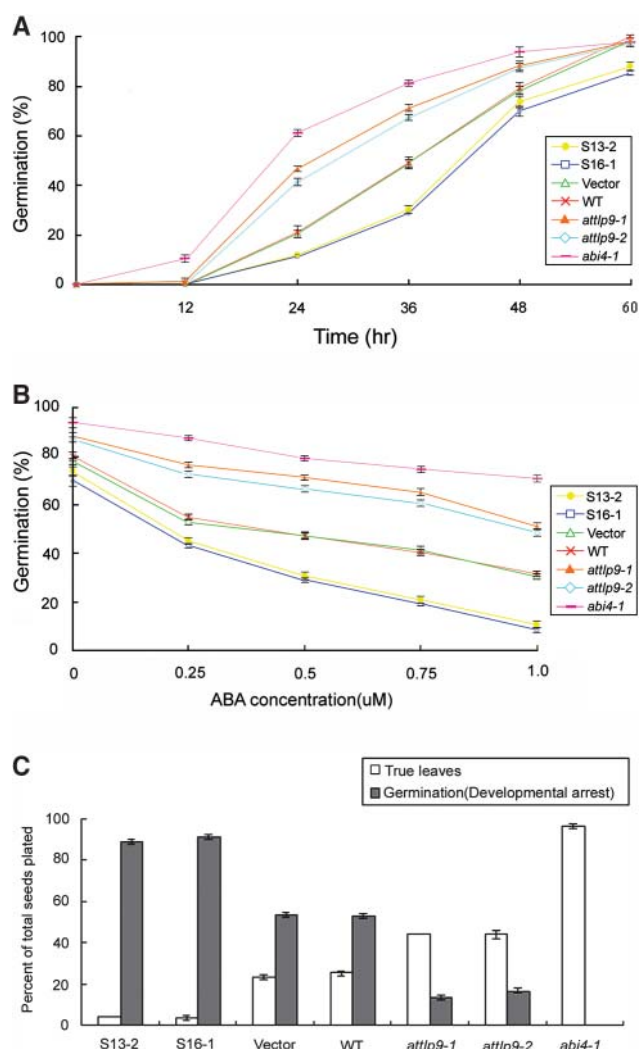 A
Germination (%)
100
80
60
40
20
0
12
24
36
48
60
Time (hr)
S13-2
S16-1
Vector
WT
attlp9-1
attlp9-2
abi4-1
B
Germination (%)
100
80
60
40
20
0
0
0.25
0.5
0.75
1.0
ABA concentration(uM)
S13-2
S16-1
Vector
WT
attlp9-1
attlp9-2
abi4-1
C
True leaves
Germination(Developmental arrest)
Percent of total seeds plated
100
80
60
40
20
0
S13-2
S16-1
Vector
WT
attlp9-1
attlp9-2
abi4-1